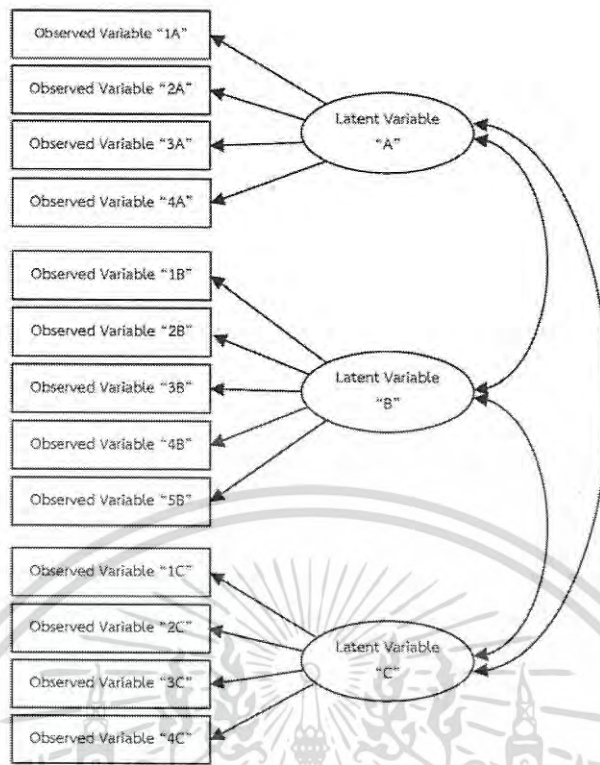 Observed Variable “1A”
Observed Variable “2A”
Observed Variable “3A”
Observed Variable “4A”
Latent Variable
“A”
Observed Variable “1B”
Observed Variable “2B”
Observed Variable “3B”
Observed Variable “4B”
Observed Variable “5B”
Latent Variable
“B”
Observed Variable “1C”
Observed Variable “2C”
Observed Variable “3C”
Observed Variable “4C”
Latent Variable
“C”